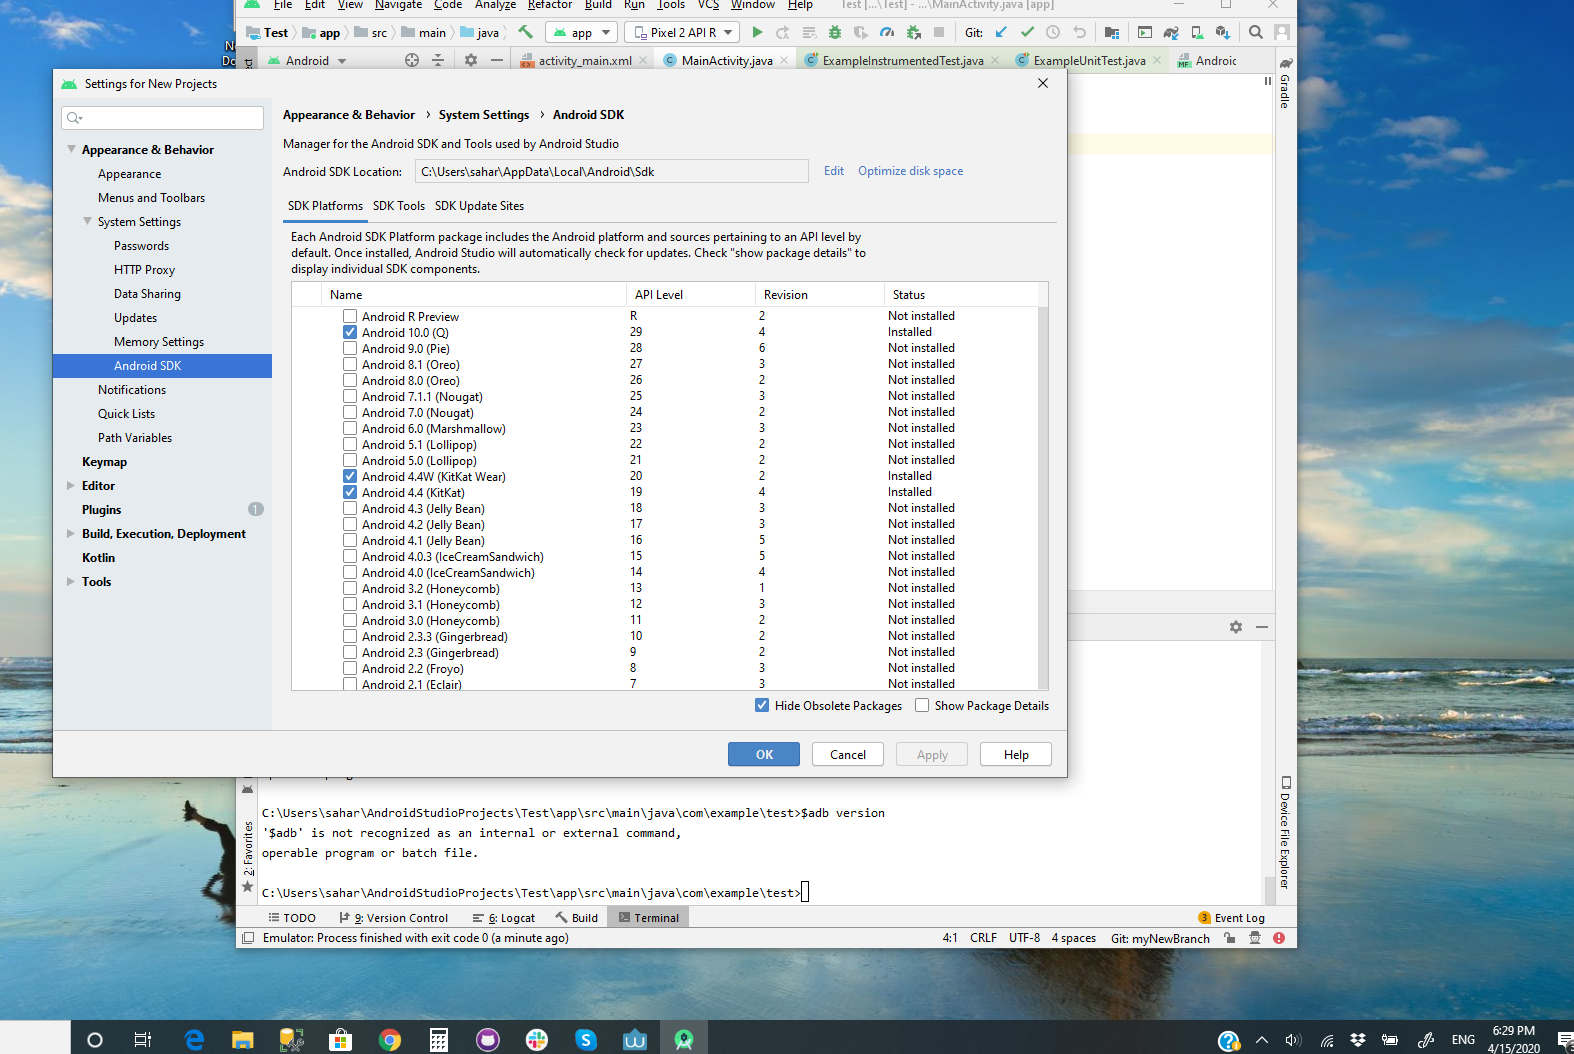 File Edit View Navigate Code Analyze Refactor Build Run Tools VCS Window Help Test [...\Test] - ...\MainActivity.java [app]
Test app src main java app Pixel 2 API R Git:
Android activity_main.xml MainActivity.java ExampleInstrumentedTest.java ExampleUnitTest.java Androic
Gradle
Settings for New Projects
Appearance & Behavior
Appearance
Menus and Toolbars
System Settings
Passwords
HTTP Proxy
Data Sharing
Updates
Memory Settings
Android SDK
Notifications
Quick Lists
Path Variables
Keymap
Editor
Plugins 1
Build, Execution, Deployment
Kotlin
Tools
Appearance & Behavior › System Settings › Android SDK
Manager for the Android SDK and Tools used by Android Studio
Android SDK Location: C:\Users\sahar\AppData\Local\Android\Sdk Edit Optimize disk space
SDK Platforms SDK Tools SDK Update Sites
Each Android SDK Platform package includes the Android platform and sources pertaining to an API level by
default. Once installed, Android Studio will automatically check for updates. Check "show package details" to
display individual SDK components.
Name API Level Revision Status
Android R Preview R 2 Not installed
Android 10.0 (Q) 29 4 Installed
Android 9.0 (Pie) 28 6 Not installed
Android 8.1 (Oreo) 27 3 Not installed
Android 8.0 (Oreo) 26 2 Not installed
Android 7.1.1 (Nougat) 25 3 Not installed
Android 7.0 (Nougat) 24 2 Not installed
Android 6.0 (Marshmallow) 23 3 Not installed
Android 5.1 (Lollipop) 22 2 Not installed
Android 5.0 (Lollipop) 21 2 Not installed
Android 4.4W (KitKat Wear) 20 2 Installed
Android 4.4 (KitKat) 19 4 Installed
Android 4.3 (Jelly Bean) 18 3 Not installed
Android 4.2 (Jelly Bean) 17 3 Not installed
Android 4.1 (Jelly Bean) 16 5 Not installed
Android 4.0.3 (IceCreamSandwich) 15 5 Not installed
Android 4.0 (IceCreamSandwich) 14 4 Not installed
Android 3.2 (Honeycomb) 13 1 Not installed
Android 3.1 (Honeycomb) 12 3 Not installed
Android 3.0 (Honeycomb) 11 2 Not installed
Android 2.3.3 (Gingerbread) 10 2 Not installed
Android 2.3 (Gingerbread) 9 2 Not installed
Android 2.2 (Froyo) 8 3 Not installed
Android 2.1 (Eclair) 7 3 Not installed
Hide Obsolete Packages Show Package Details
OK Cancel Apply Help
C:\Users\sahar\AndroidStudioProjects\Test\app\src\main\java\com\example\test>$adb version
'$adb' is not recognized as an internal or external command,
operable program or batch file.
C:\Users\sahar\AndroidStudioProjects\Test\app\src\main\java\com\example\test>
2: Favorites
Device File Explorer
TODO 9: Version Control 6: Logcat Build Terminal 3 Event Log
Emulator: Process finished with exit code 0 (a minute ago) 4:1 CRLF UTF-8 4 spaces Git: myNewBranch
ENG 6:29 PM
4/15/2020